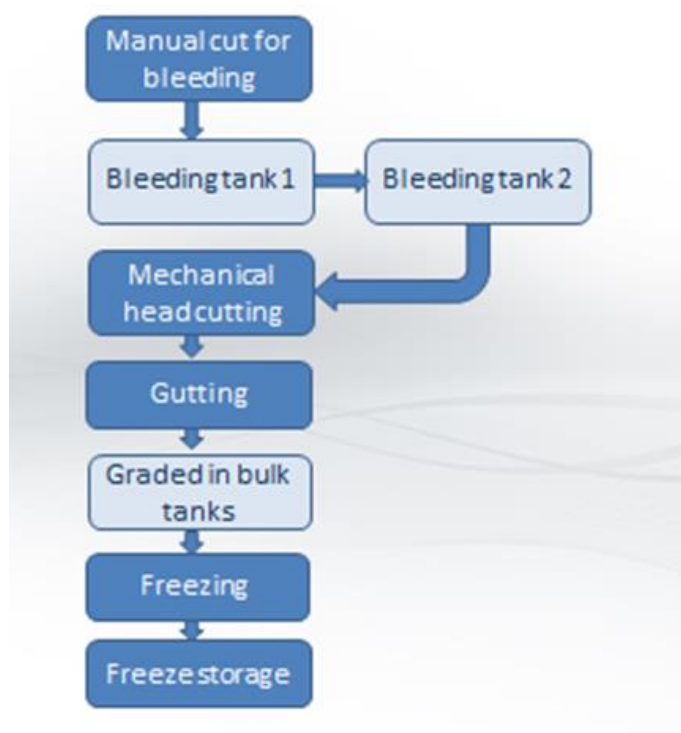 Manual cut for
bleeding
Bleeding tank 1
Bleeding tank 2
Mechanical
head cutting
Gutting
Graded in bulk
tanks
Freezing
Freeze storage